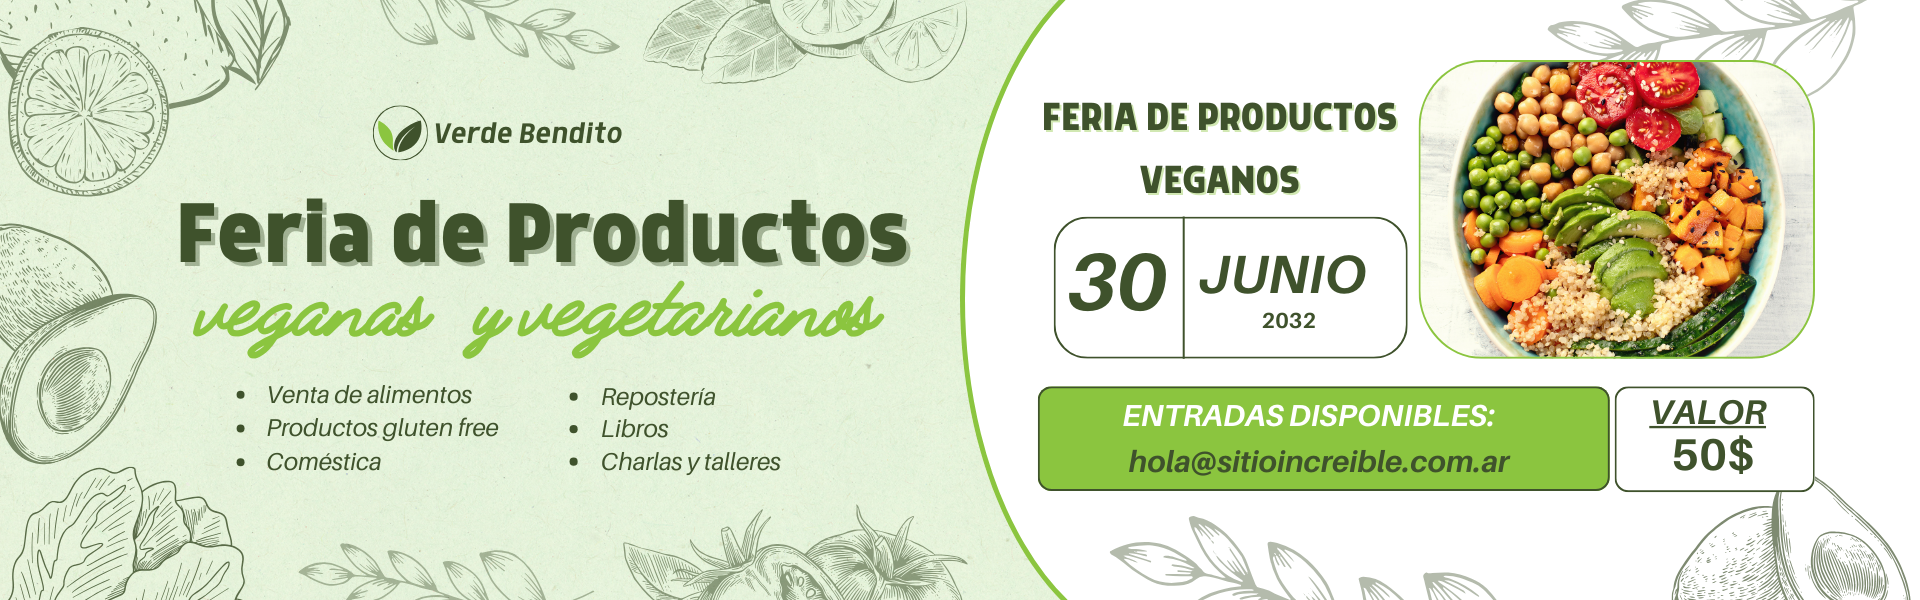 Verde Bendito
Feria de Productos
veganas y vegetarianos
Venta de alimentos
Productos gluten free
Coméstica
Repostería
Libros
Charlas y talleres
FERIA DE PRODUCTOS
VEGANOS
30
JUNIO
2032
ENTRADAS DISPONIBLES:
hola@sitioincreible.com.ar
VALOR
50$